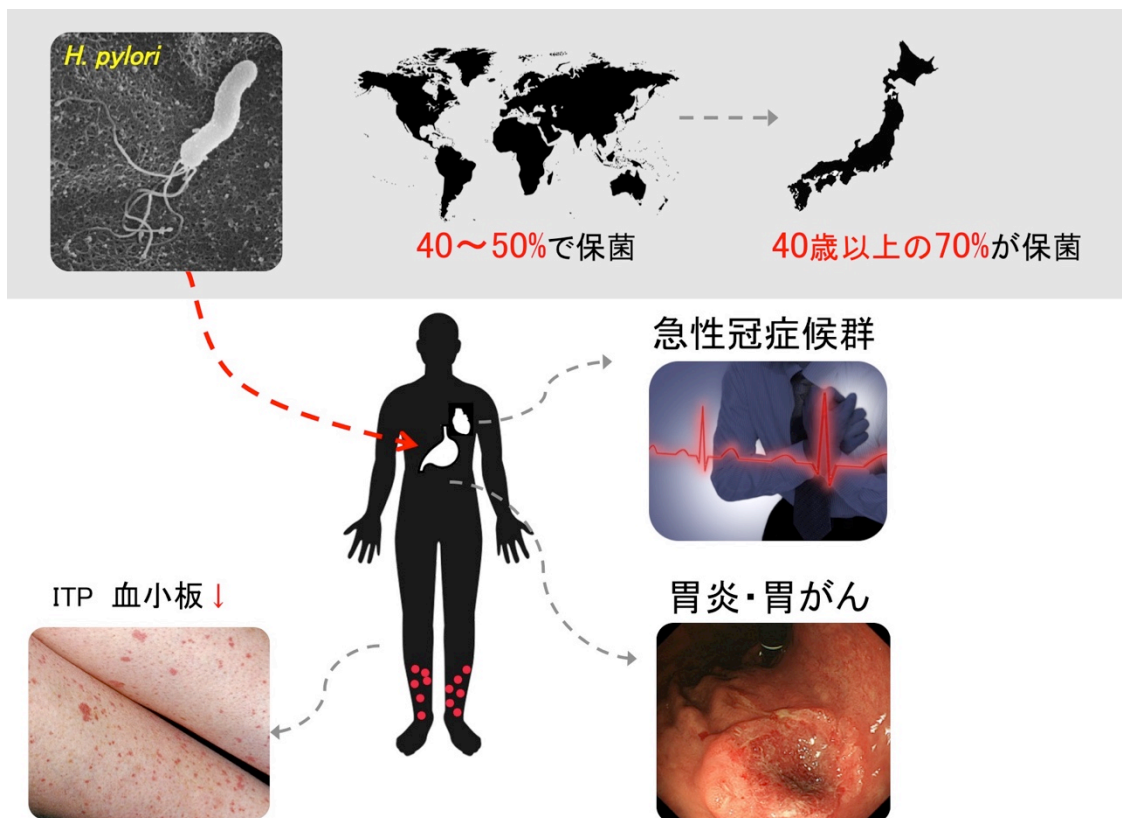 H. pylori
40～50%で保菌
40歳以上の70%が保菌
急性冠症候群
ITP 血小板↓
胃炎・胃がん